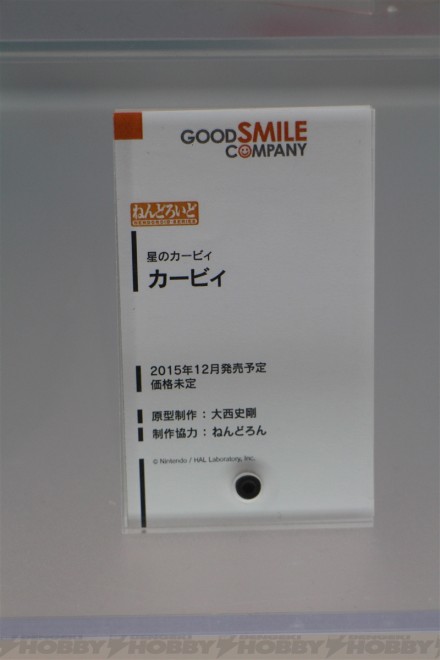 GOOD SMILE
COMPANY
ねんどろいど
NENDOROID SERIES
星のカービィ
カービィ
2015年12月発売予定
価格未定
原型制作：大西史剛
制作協力：ねんどろん
© Nintendo / HAL Laboratory, Inc.
HOBBY HOBBY HOBBY HOBBY